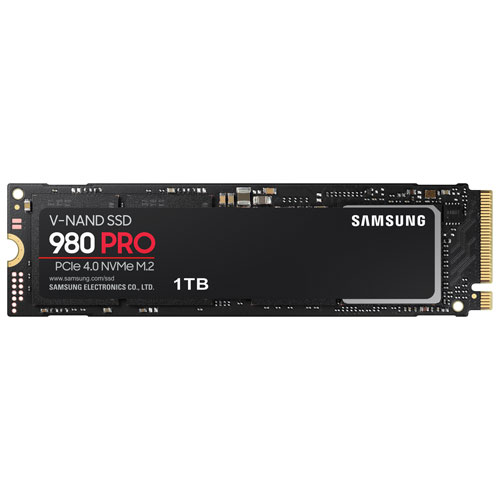 V-NAND SSD
980 PRO
PCIe 4.0 NVMe M.2
www.samsung.com/ssd
SAMSUNG ELECTRONICS CO., LTD.
1TB
SAMSUNG